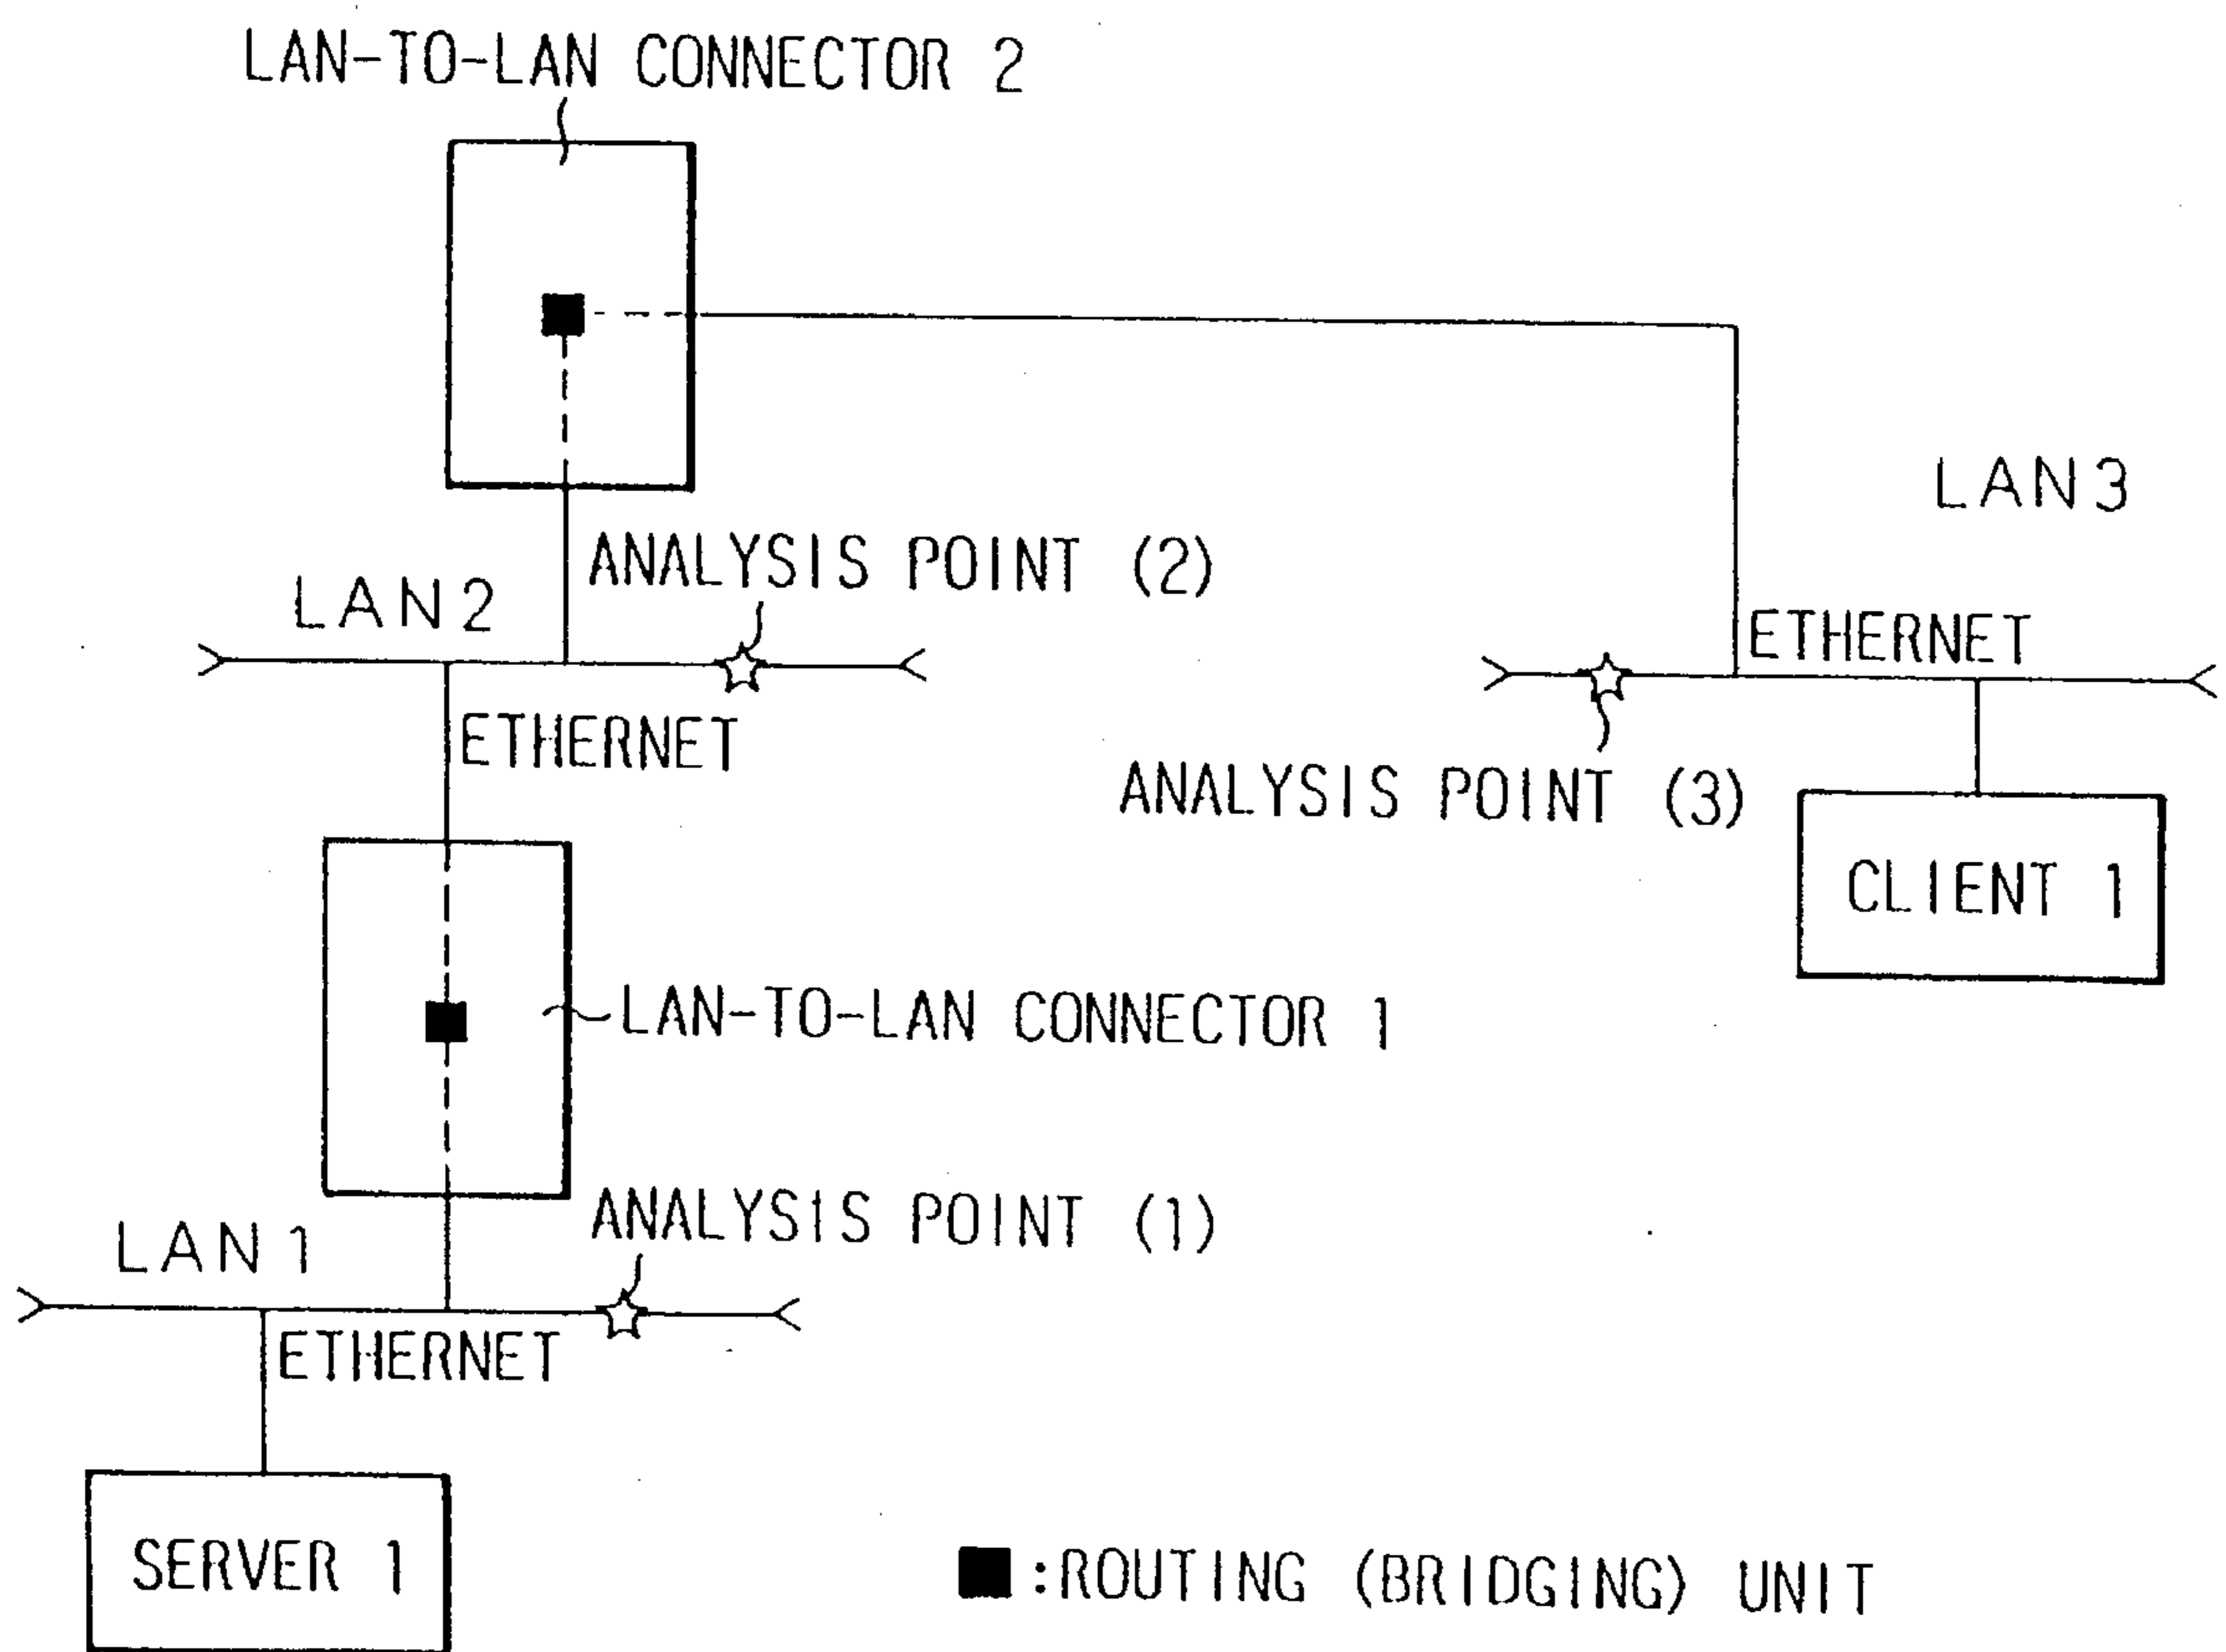 LAN-TO-LAN CONNECTOR 2
LAN3
ANALYSIS POINT (2)
LAN2
ETHERNET
ETHERNET
ANALYSIS POINT (3)
CLIENT 1
LAN-TO-LAN CONNECTOR 1
ANALYSIS POINT (1)
LAN1
ETHERNET
SERVER 1
■:ROUTING (BRIDGING) UNIT